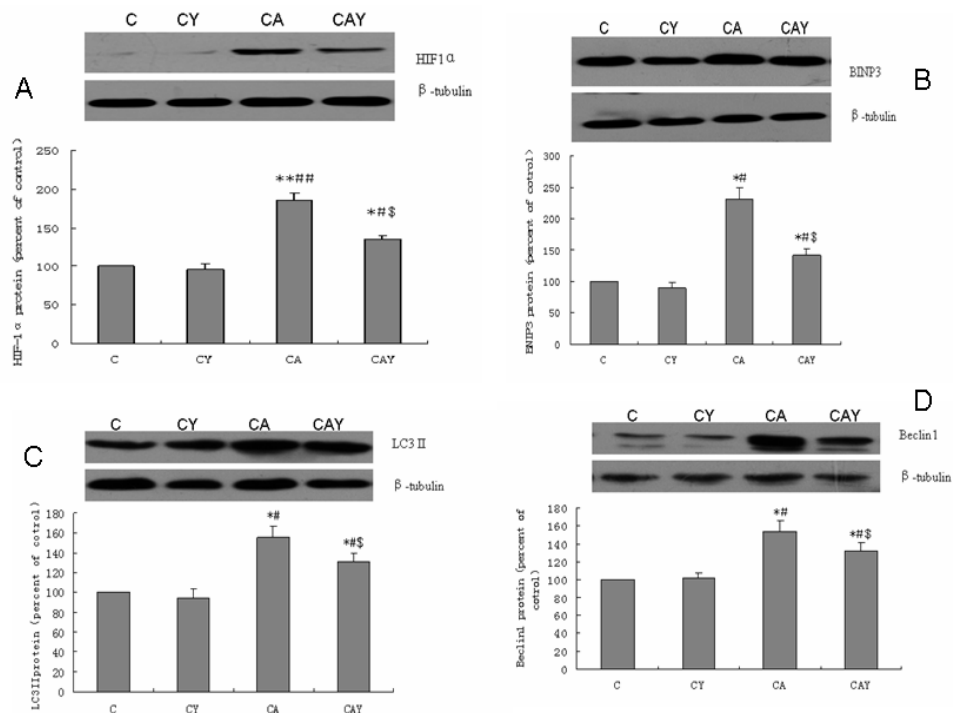 C CY CA CAY
HIF1α
A
β-tubulin
HIF-1α protein (percent of control)
250
200
150
100
50
0
**##
*#$
C CY CA CAY
C CY CA CAY
BINP3
B
β-tubulin
BNIP3 protein (percent of cotrol)
300
250
200
150
100
50
0
*#
*#$
C CY CA CAY
C CY CA CAY
LC3Ⅱ
C
β-tubulin
LC3IIprotein (percent of cotrol)
180
160
140
120
100
80
60
40
20
0
*#
*#$
C CY CA CAY
D
C CY CA CAY
Beclin1
β-tubulin
Beclin1 protein (percent of
cotrol)
180
160
140
120
100
80
60
40
20
0
*#
*#$
C CY CA CAY